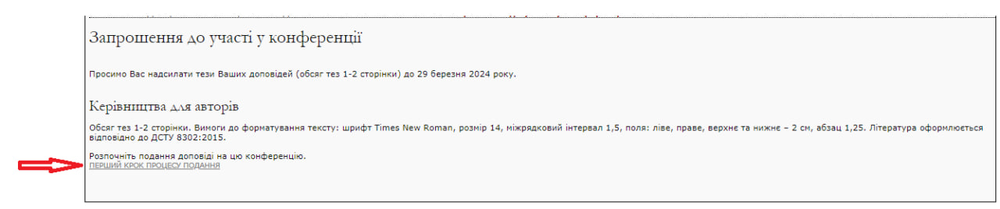 Запрошення до участі у конференції
Просимо Вас надсилати тези Ваших доповідей (обсяг тез 1-2 сторінки) до 29 березня 2024 року.
Керівництва для авторів
Обсяг тез 1-2 сторінки. Вимоги до форматування тексту: шрифт Times New Roman, розмір 14, міжрядковий інтервал 1,5, поля: ліве, праве, верхнє та нижнє – 2 см, абзац 1,25. Література оформлюється
відповідно до ДСТУ 8302:2015.
Розпочніть подання доповіді на цю конференцію.
ПЕРШИЙ КРОК ПРОЦЕСУ ПОДАННЯ